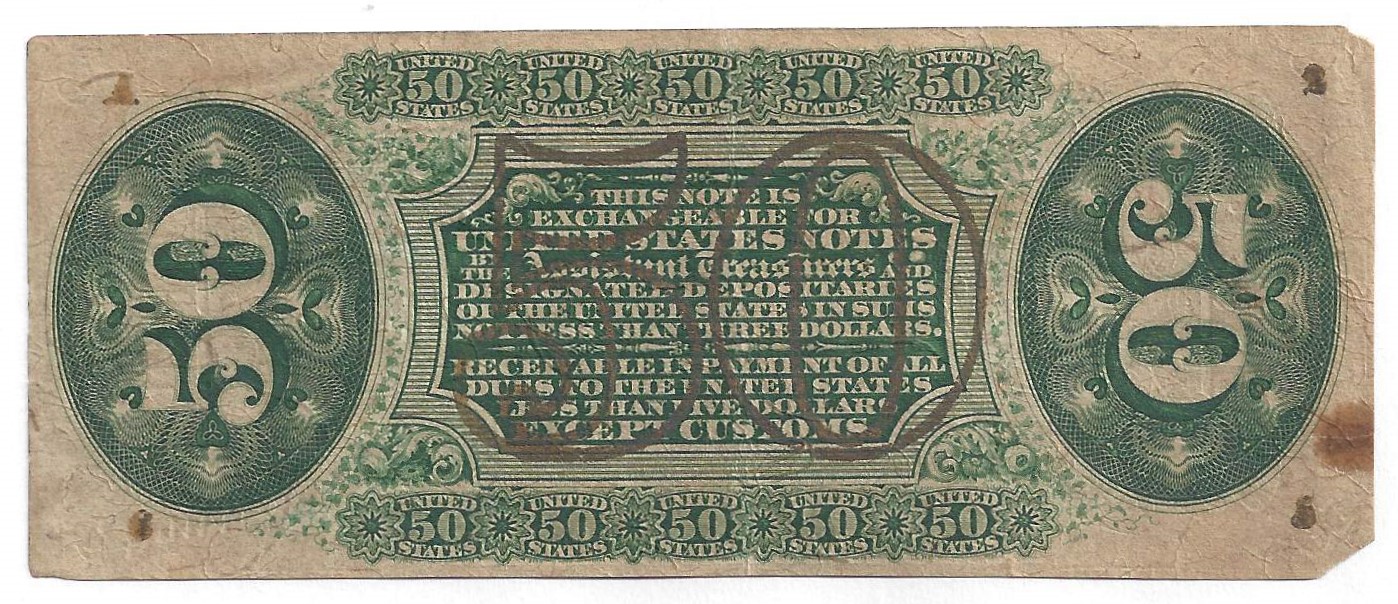 UNITED UNITED UNITED UNITED UNITED
50 50 50 50 50
STATES STATES STATES STATES STATES
50
THIS NOTE IS
EXCHANGEABLE FOR
UNITED STATES NOTES
BY THE Assistant Treasurers & AND
DESIGNATED DEPOSITARIES
OF THE UNITED STATES IN SUMS
NOT LESS THAN THREE DOLLARS.
RECEIVABLE IN PAYMENT OF ALL
DUES TO THE UNITED STATES
LESS THAN FIVE DOLLARS
EXCEPT CUSTOMS.
50
50
UNITED UNITED UNITED UNITED UNITED
50 50 50 50 50
STATES STATES STATES STATES STATES